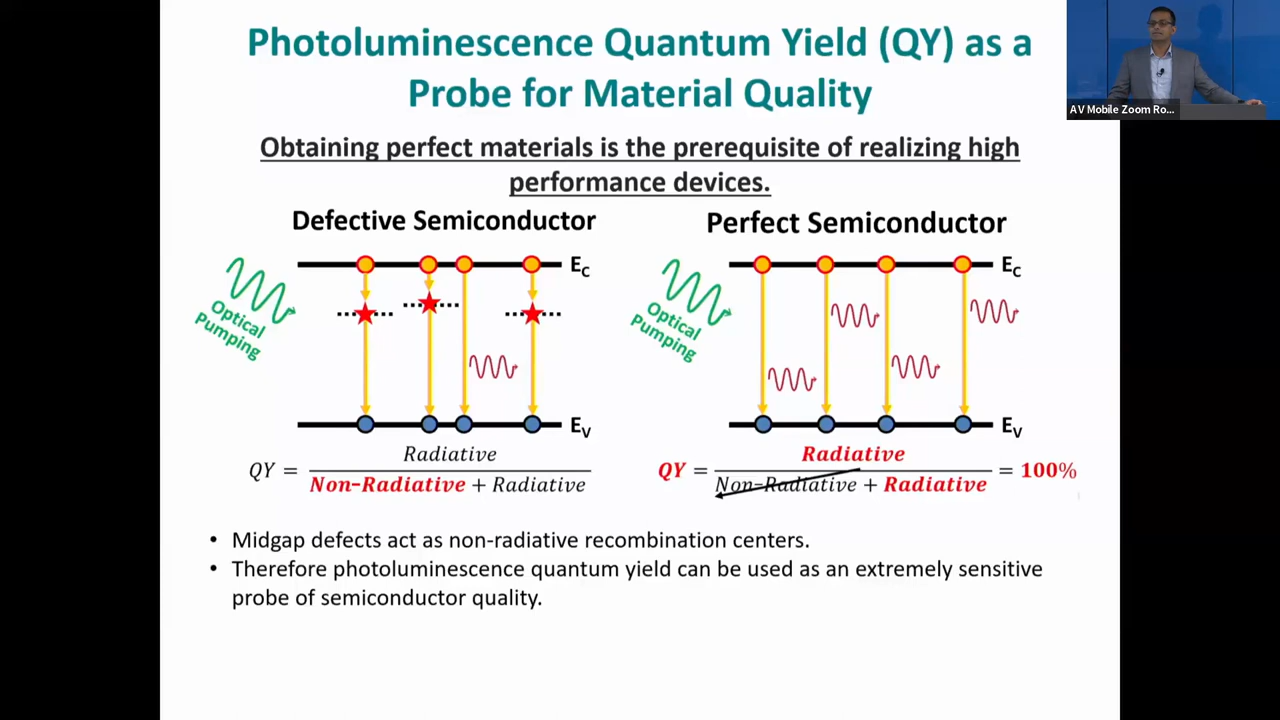 Photoluminescence Quantum Yield (QY) as a
Probe for Material Quality
AV Mobile Zoom Ro...
Obtaining perfect materials is the prerequisite of realizing high
performance devices.
Defective Semiconductor
Perfect Semiconductor
Optical
Pumping
E_C
E_V
Optical
Pumping
E_C
E_V
QY = Radiative / Non−Radiative + Radiative
QY = Radiative / Non−Radiative + Radiative = 100%
• Midgap defects act as non-radiative recombination centers.
• Therefore photoluminescence quantum yield can be used as an extremely sensitive
probe of semiconductor quality.